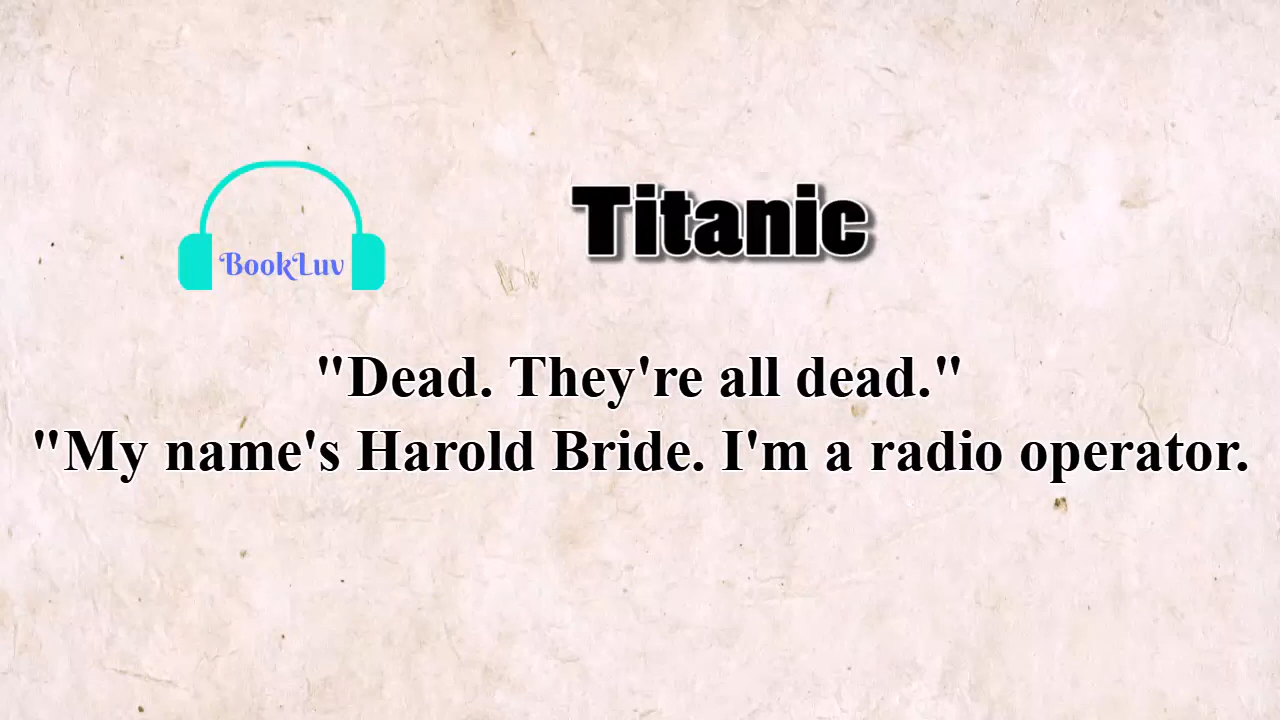 BookLuv
Titanic
"Dead. They're all dead."
"My name's Harold Bride. I'm a radio operator.